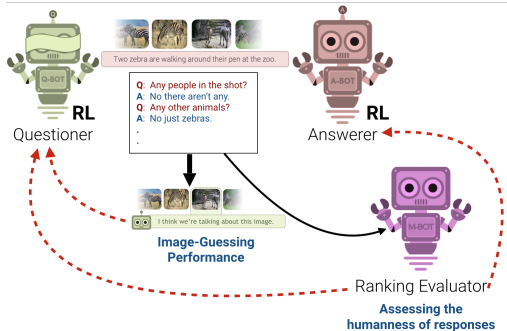 Q
A
Two zebra are walking around their pen at the zoo.
Q-BOT
A-BOT
Q: Any people in the shot?
A: No there aren't any.
Q: Any other animals?
A: No just zebras.
.
.
RL
RL
Questioner
Answerer
I think we're talking about this image.
M-BOT
Image-Guessing
Performance
Ranking Evaluator
Assessing the
humanness of responses